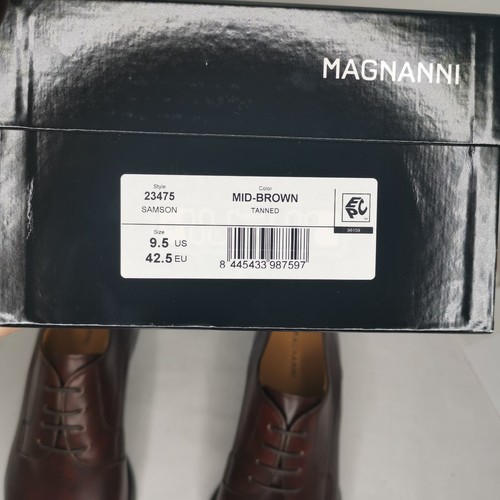 MAGNANNI
Style
23475
SAMSON
Color
MID-BROWN
TANNED
Size
9.5 US
42.5 EU
8 445433 987597